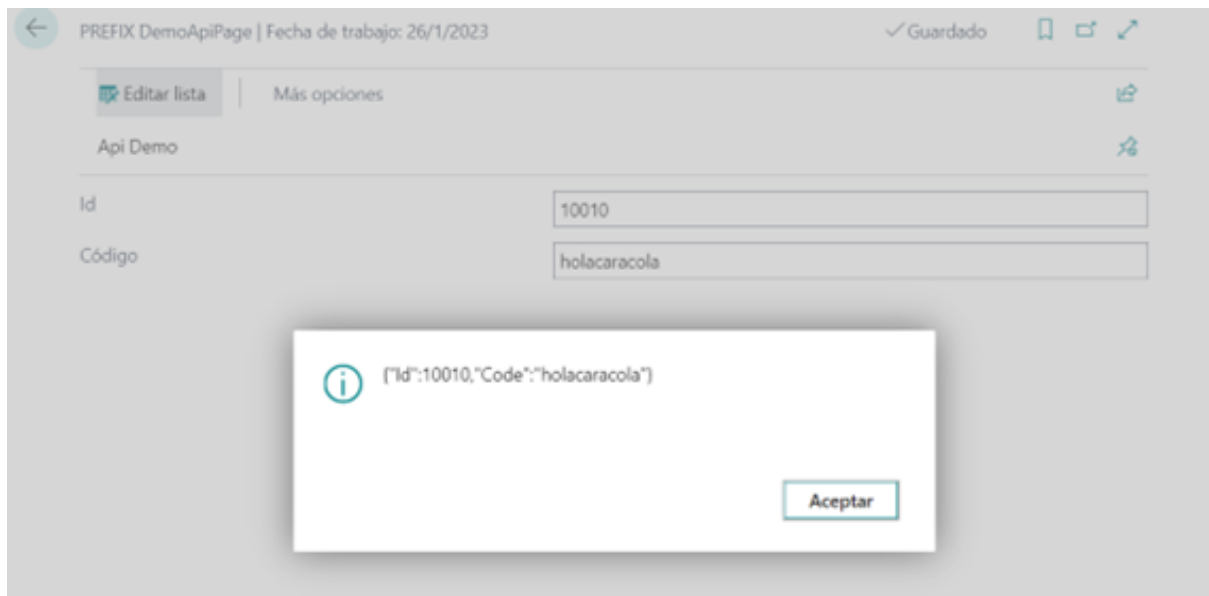 PREFIX DemoApiPage | Fecha de trabajo: 26/1/2023
Guardado
Editar lista
Más opciones
Api Demo
Id
10010
Código
holacaracola
{"Id":10010,"Code":"holacaracola"}
Aceptar